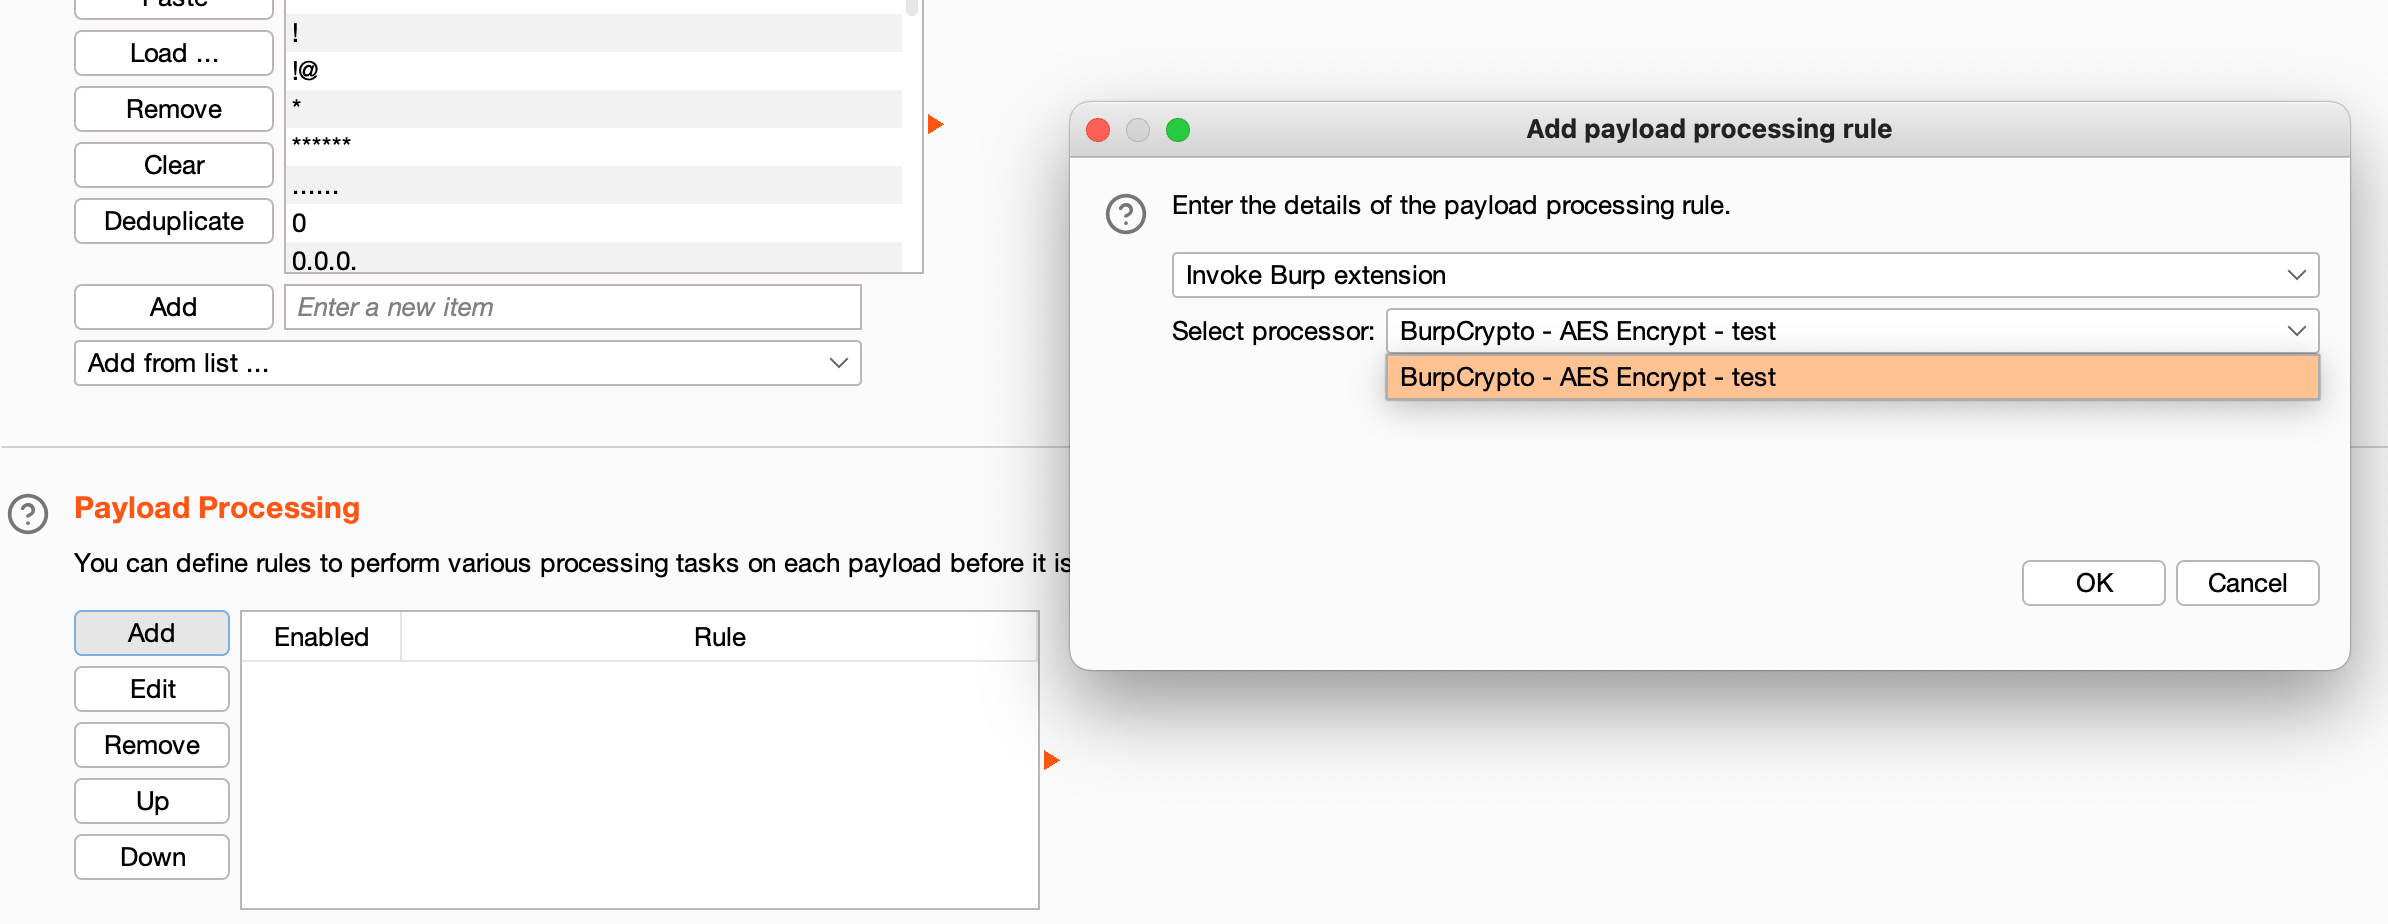 Paste
Load ...
Remove
Clear
Deduplicate
!
!@
*
******
......
0
0.0.0.
Add
Enter a new item
Add from list ...
Payload Processing
You can define rules to perform various processing tasks on each payload before it is
Add
Edit
Remove
Up
Down
Enabled Rule
Add payload processing rule
Enter the details of the payload processing rule.
Invoke Burp extension
Select processor: BurpCrypto - AES Encrypt - test
BurpCrypto - AES Encrypt - test
OK Cancel